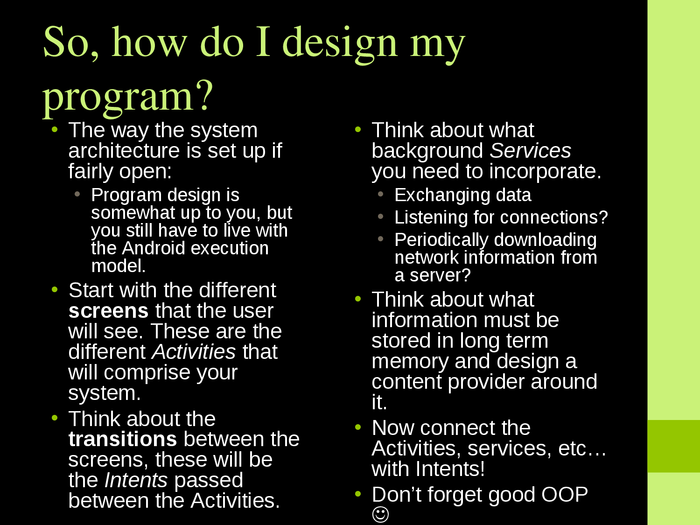 So, how do I design my
program?
• The way the system
architecture is set up if
fairly open:
• Program design is
somewhat up to you, but
you still have to live with
the Android execution
model.
• Start with the different
screens that the user
will see. These are the
different Activities that
will comprise your
system.
• Think about the
transitions between the
screens, these will be
the Intents passed
between the Activities.
• Think about what
background Services
you need to incorporate.
• Exchanging data
• Listening for connections?
• Periodically downloading
network information from
a server?
• Think about what
information must be
stored in long term
memory and design a
content provider around
it.
• Now connect the
Activities, services, etc…
with Intents!
• Don’t forget good OOP
☺